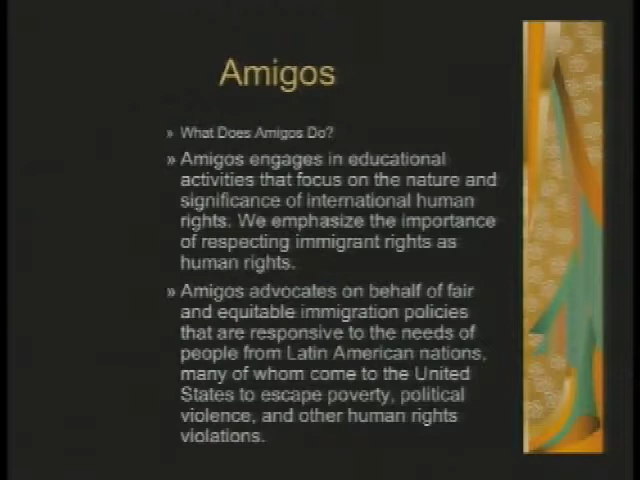 Amigos
» What Does Amigos Do?
» Amigos engages in educational
activities that focus on the nature and
significance of international human
rights. We emphasize the importance
of respecting immigrant rights as
human rights.
» Amigos advocates on behalf of fair
and equitable immigration policies
that are responsive to the needs of
people from Latin American nations,
many of whom come to the United
States to escape poverty, political
violence, and other human rights
violations.